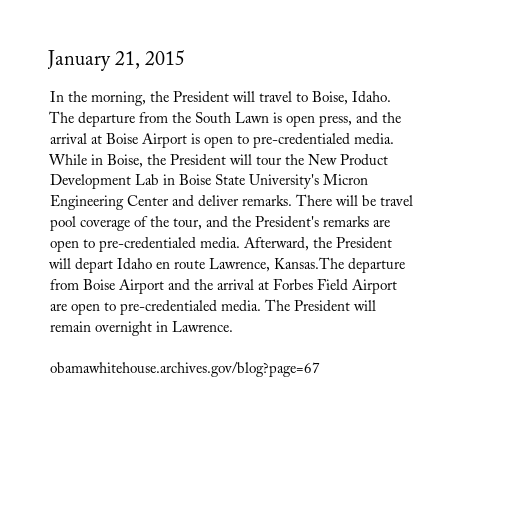 January 21, 2015
In the morning, the President will travel to Boise, Idaho.
The departure from the South Lawn is open press, and the
arrival at Boise Airport is open to pre-credentialed media.
While in Boise, the President will tour the New Product
Development Lab in Boise State University's Micron
Engineering Center and deliver remarks. There will be travel
pool coverage of the tour, and the President's remarks are
open to pre-credentialed media. Afterward, the President
will depart Idaho en route Lawrence, Kansas.The departure
from Boise Airport and the arrival at Forbes Field Airport
are open to pre-credentialed media. The President will
remain overnight in Lawrence.
obamawhitehouse.archives.gov/blog?page=67